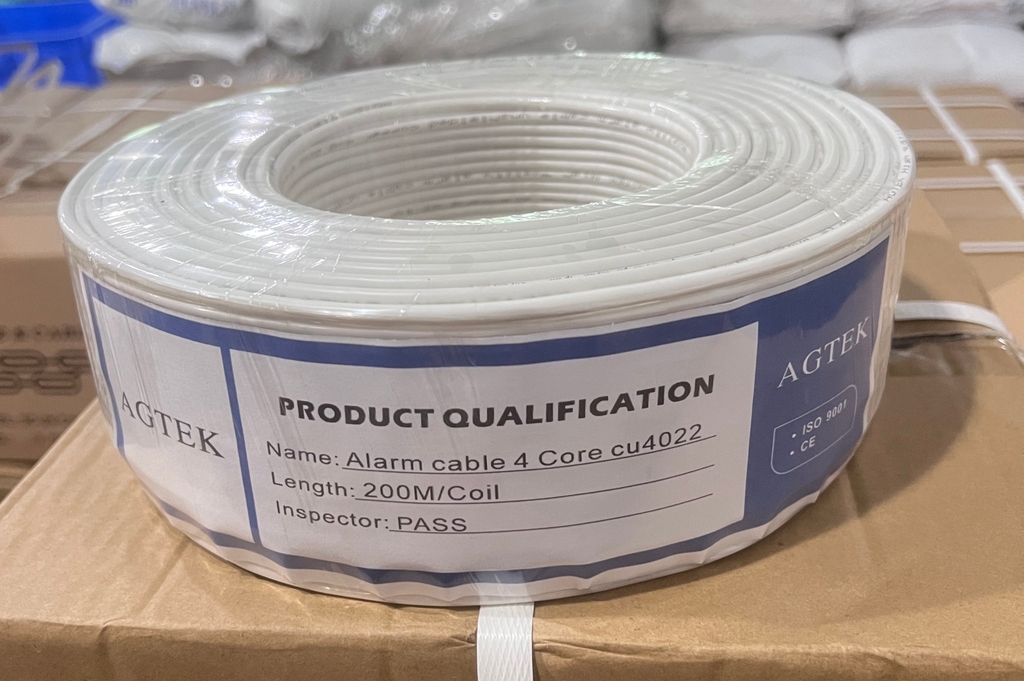 AGTEK
PRODUCT QUALIFICATION
Name: Alarm cable 4 Core cu4022
Length: 200M/Coil
Inspector: PASS
AGTEK
• ISO 9001
• CE